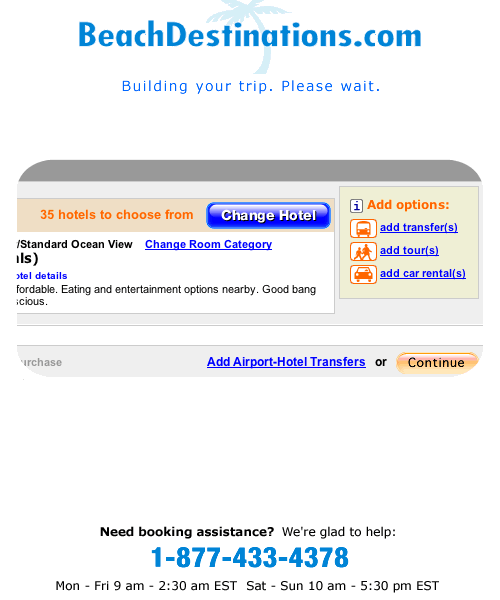 BeachDestinations.com
Building your trip. Please wait.
35 hotels to choose from Change Hotel
i Add options:
add transfer(s)
add tour(s)
add car rental(s)
/Standard Ocean View Change Room Category
als)
otel details
fordable. Eating and entertainment options nearby. Good bang
scious.
urchase Add Airport-Hotel Transfers or Continue
Need booking assistance? We're glad to help:
1-877-433-4378
Mon - Fri 9 am - 2:30 am EST Sat - Sun 10 am - 5:30 pm EST